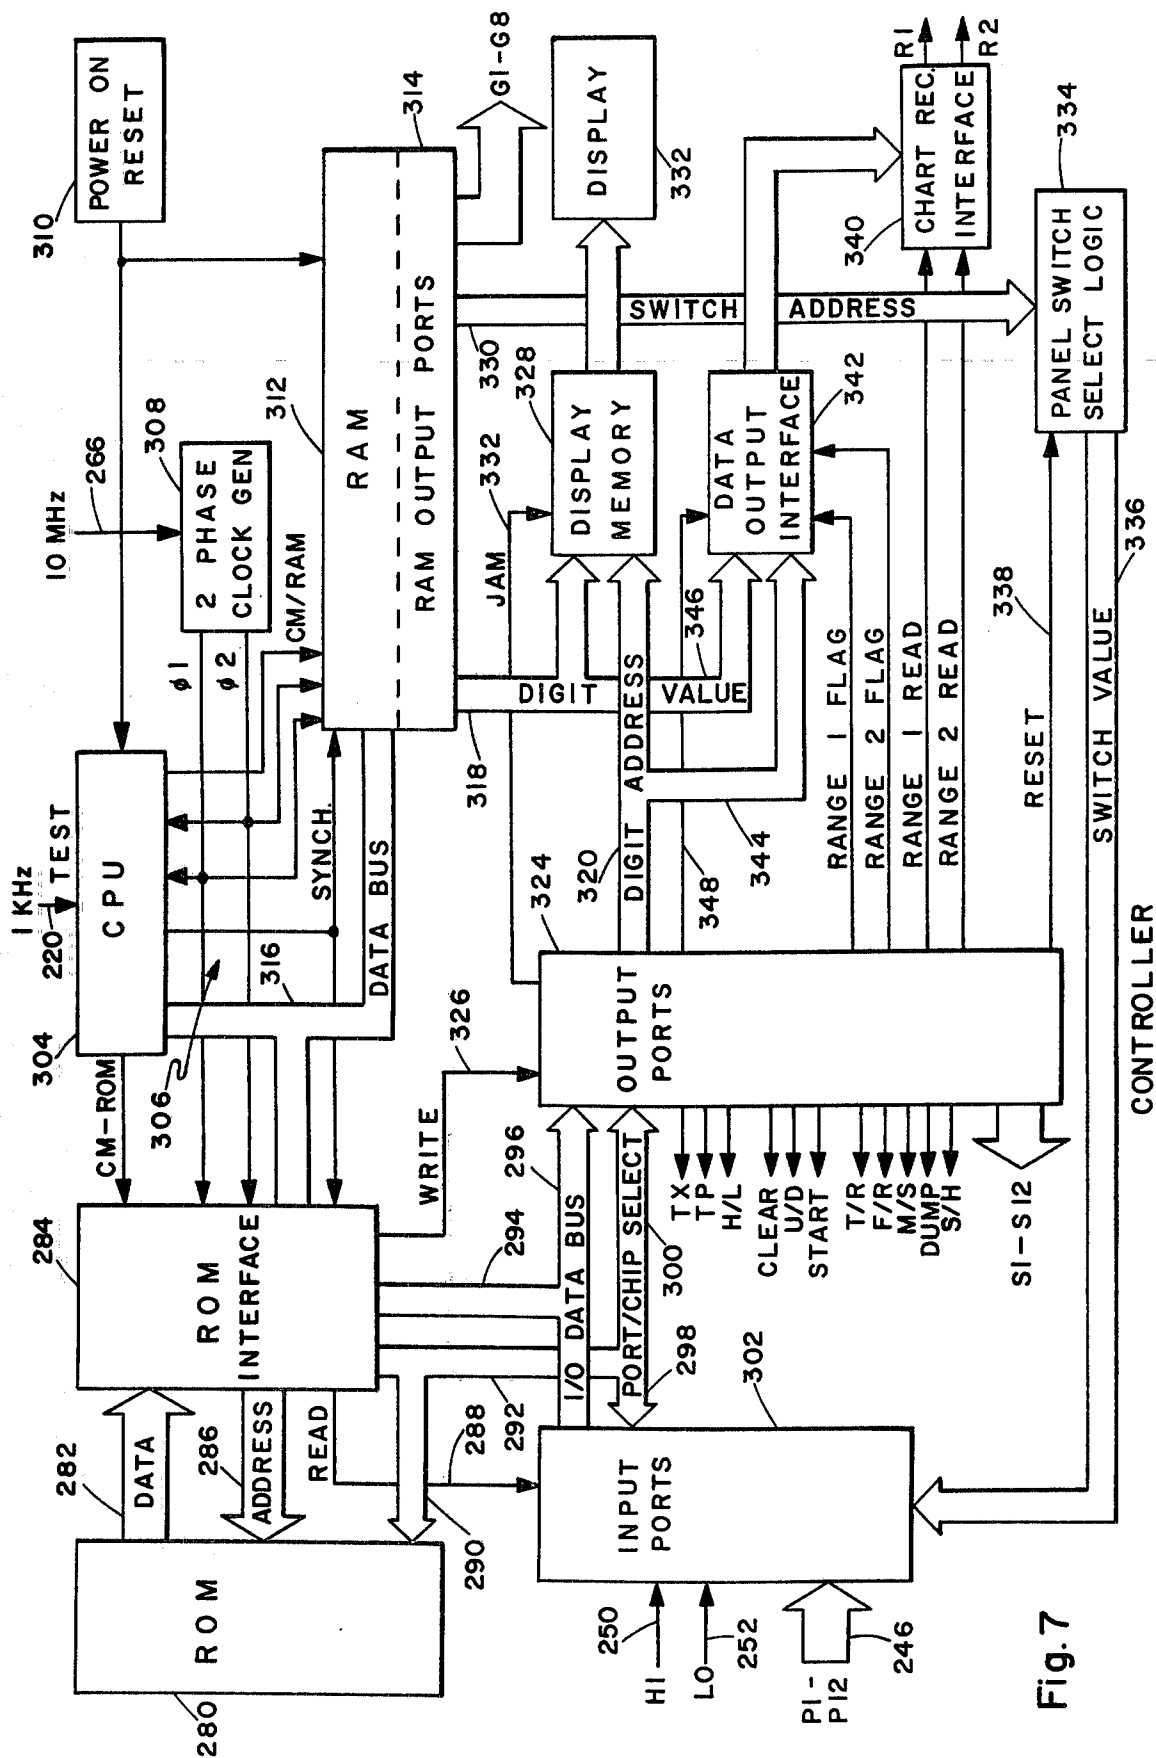 280
ROM
282
DATA
286
ADDRESS
READ
288
290
284
ROM
INTERFACE
CM-ROM
306
304
CPU
1 KHz
220
TEST
10 MHz
266
308
2 PHASE
CLOCK GEN
ϕ 1
ϕ 2
CM/RAM
310
POWER ON
RESET
316
SYNCH.
DATA BUS
312
RAM
RAM OUTPUT PORTS
314
G1-G8
WRITE
326
292
294
296
I/O DATA BUS
PORT/CHIP SELECT
298
300
302
INPUT
PORTS
HI
250
LO
252
P1-
P12
246
324
OUTPUT
PORTS
TX
TP
H/L
CLEAR
U/D
START
T/R
F/R
M/S
DUMP
S/H
S1-S12
318
JAM
332
DIGIT VALUE
320
DIGIT ADDRESS
344
346
348
328
DISPLAY
MEMORY
330
DISPLAY
332
SWITCH ADDRESS
342
DATA
OUTPUT
INTERFACE
340
CHART REC.
INTERFACE
R1
R2
RANGE 1 FLAG
RANGE 2 FLAG
RANGE 1 READ
RANGE 2 READ
RESET
338
334
PANEL SWITCH
SELECT LOGIC
SWITCH VALUE
336
CONTROLLER
Fig. 7